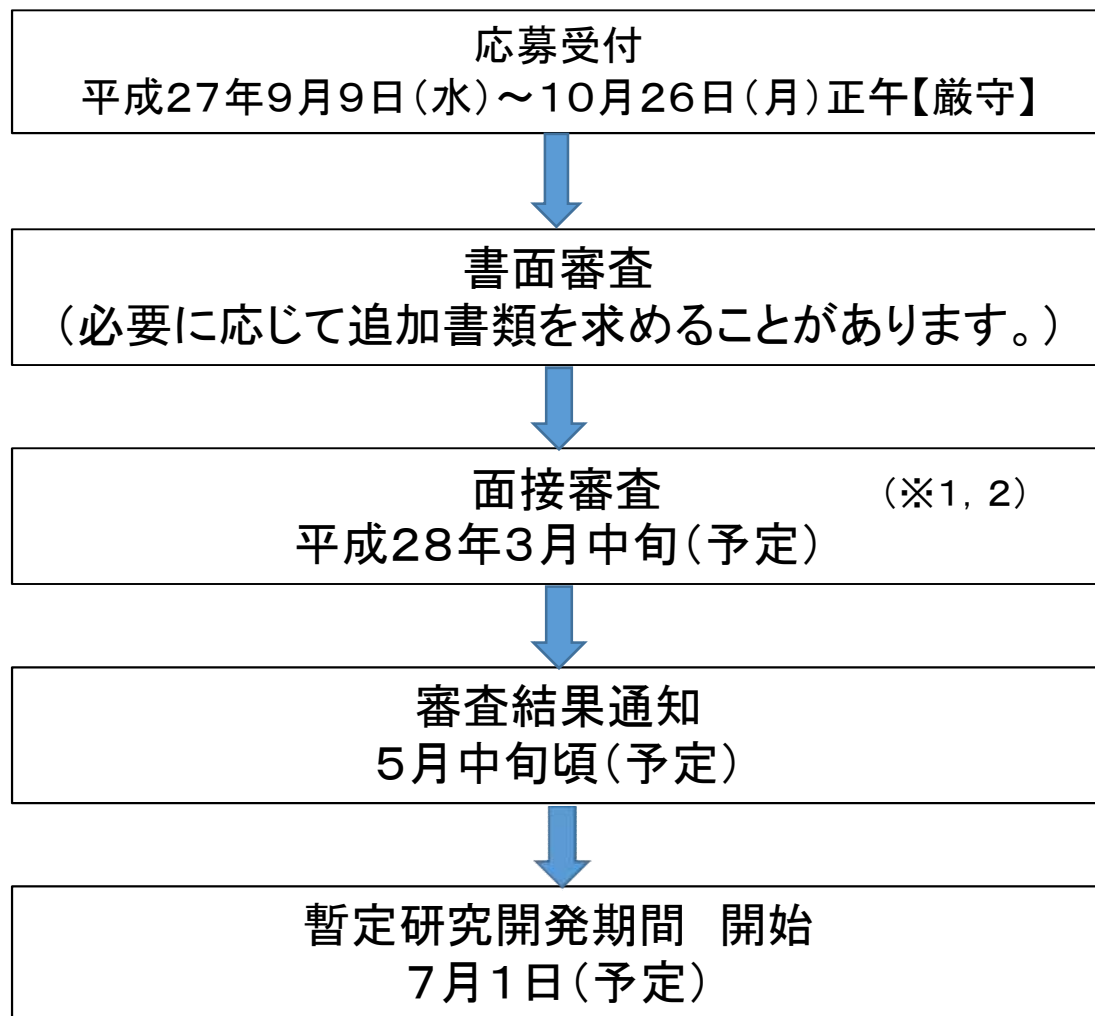 応募受付
平成27年9月9日(水)～10月26日(月)正午【厳守】
書面審査
(必要に応じて追加書類を求めることがあります。)
面接審査 (※1, 2)
平成28年3月中旬(予定)
審査結果通知
5月中旬頃(予定)
暫定研究開発期間　開始
7月1日(予定)